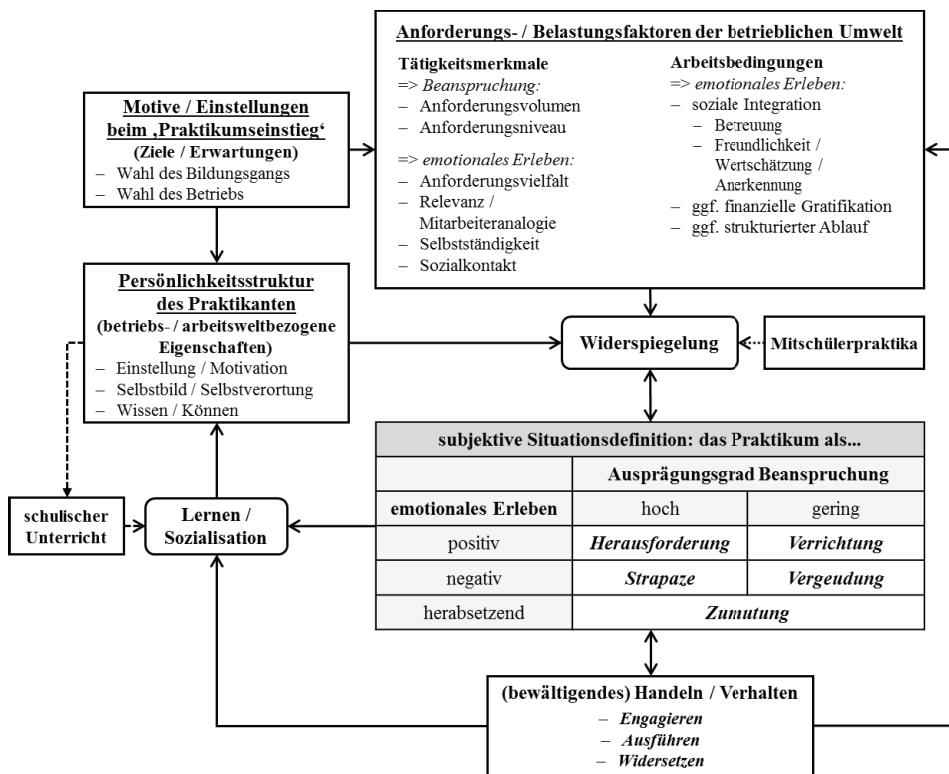 Anforderungs- / Belastungsfaktoren der betrieblichen Umwelt
Tätigkeitsmerkmale
=> Beanspruchung:
– Anforderungsvolumen
– Anforderungsniveau
=> emotionales Erleben:
– Anforderungsvielfalt
– Relevanz /
Mitarbeiteranalogie
– Selbstständigkeit
– Sozialkontakt
Arbeitsbedingungen
=> emotionales Erleben:
– soziale Integration
– Betreuung
– Freundlichkeit /
Wertschätzung /
Anerkennung
– ggf. finanzielle Gratifikation
– ggf. strukturierter Ablauf
Motive / Einstellungen
beim ‚Praktikumseinstieg‘
(Ziele / Erwartungen)
– Wahl des Bildungsgangs
– Wahl des Betriebs
Persönlichkeitsstruktur
des Praktikanten
(betriebs- / arbeitsweltbezogene
Eigenschaften)
– Einstellung / Motivation
– Selbstbild / Selbstverortung
– Wissen / Können
Widerspiegelung
Mitschülerpraktika
subjektive Situationsdefinition: das Praktikum als...
Ausprägungsgrad Beanspruchung
emotionales Erleben hoch gering
positiv Herausforderung Verrichtung
negativ Strapaze Vergeudung
herabsetzend Zumutung
schulischer
Unterricht
Lernen /
Sozialisation
(bewältigendes) Handeln / Verhalten
– Engagieren
– Ausführen
– Widersetzen